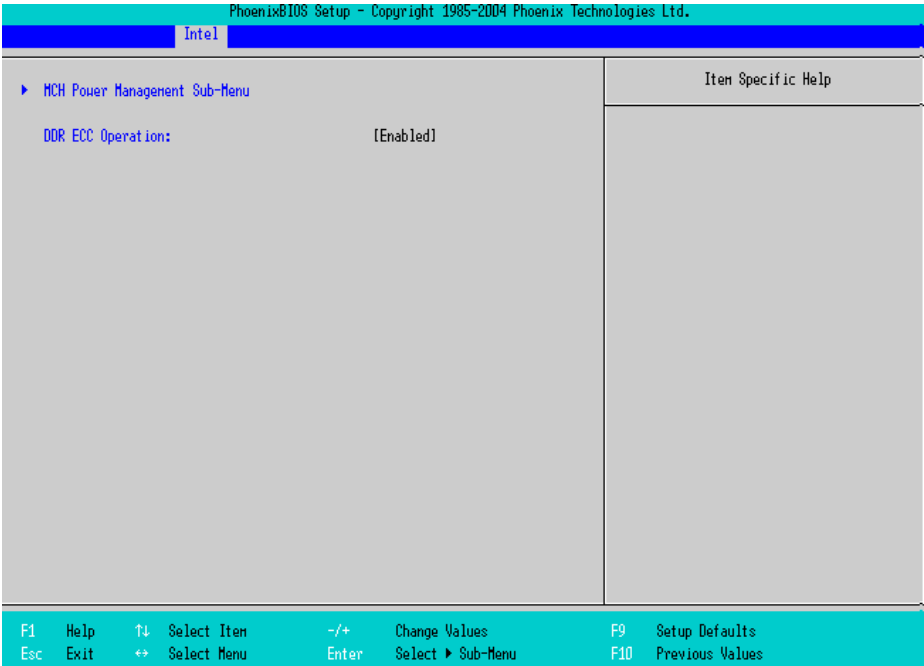 PhoenixBIOS Setup - Copyright 1985-2004 Phoenix Technologies Ltd.
Intel
MCH Power Management Sub-Menu
Item Specific Help
DDR ECC Operation: [Enabled]
F1 Help ↑↓ Select Item -/+ Change Values F9 Setup Defaults
Esc Exit ↔ Select Menu Enter Select ▶ Sub-Menu F10 Previous Values